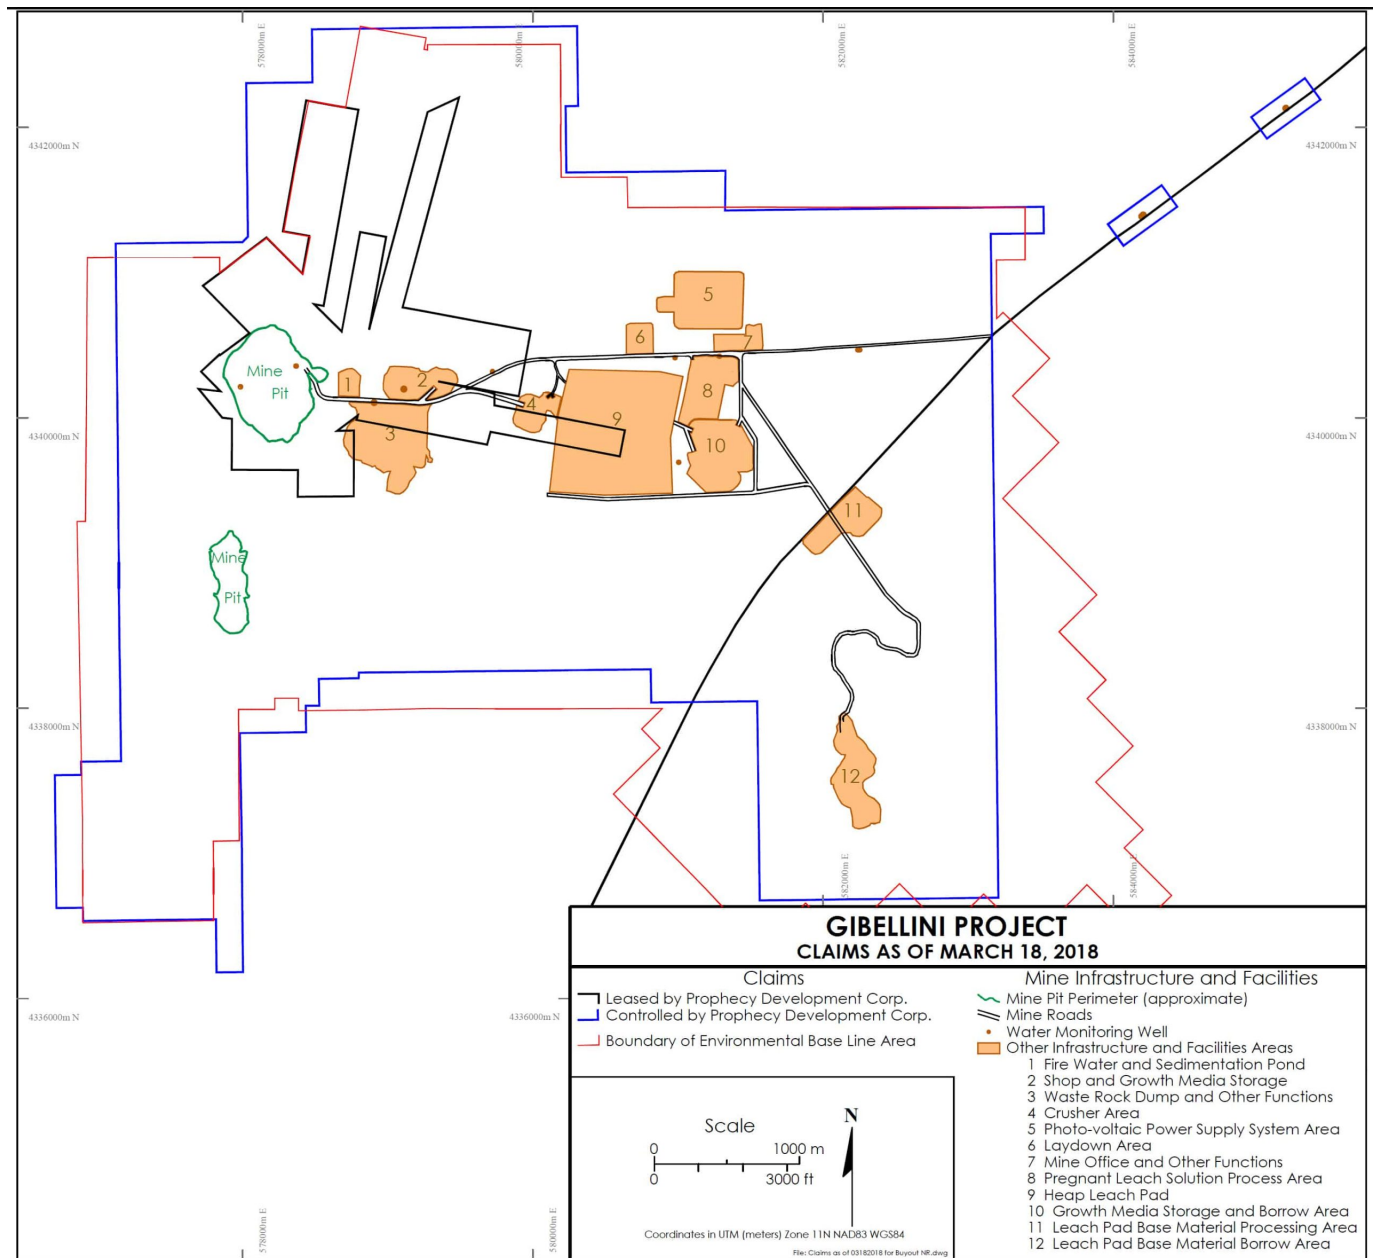 578000m E
580000m E
582000m E
584000m E
4342000m N
4342000m N
5
6
7
Mine
Pit
1
2
8
4
9
3
10
4340000m N
4340000m N
11
Mine
Pit
4338000m N
4338000m N
12
582000m E
584000m E
GIBELLINI PROJECT
CLAIMS AS OF MARCH 18, 2018
Claims
Leased by Prophecy Development Corp.
Controlled by Prophecy Development Corp.
Boundary of Environmental Base Line Area
Mine Infrastructure and Facilities
Mine Pit Perimeter (approximate)
Mine Roads
Water Monitoring Well
Other Infrastructure and Facilities Areas
1 Fire Water and Sedimentation Pond
2 Shop and Growth Media Storage
3 Waste Rock Dump and Other Functions
4 Crusher Area
5 Photo-voltaic Power Supply System Area
6 Laydown Area
7 Mine Office and Other Functions
8 Pregnant Leach Solution Process Area
9 Heap Leach Pad
10 Growth Media Storage and Borrow Area
11 Leach Pad Base Material Processing Area
12 Leach Pad Base Material Borrow Area
4336000m N
4336000m N
Scale
0 1000 m
0 3000 ft
N
Coordinates in UTM (meters) Zone 11N NAD83 WGS84
File: Claims as of 03182018 for Buyout NR.dwg
578000m E
580000m E